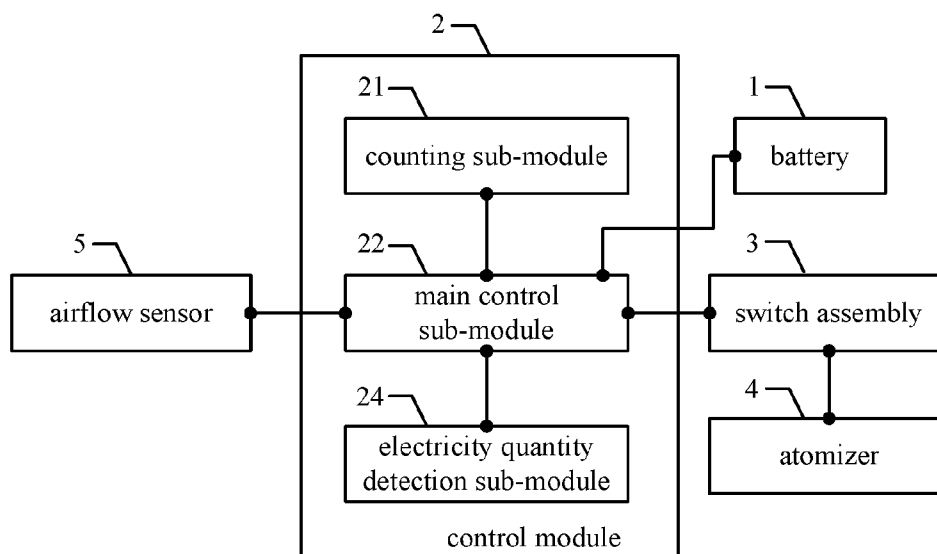 2
21
counting sub-module
1
battery
5
airflow sensor
22
main control
sub-module
3
switch assembly
24
electricity quantity
detection sub-module
4
atomizer
control module